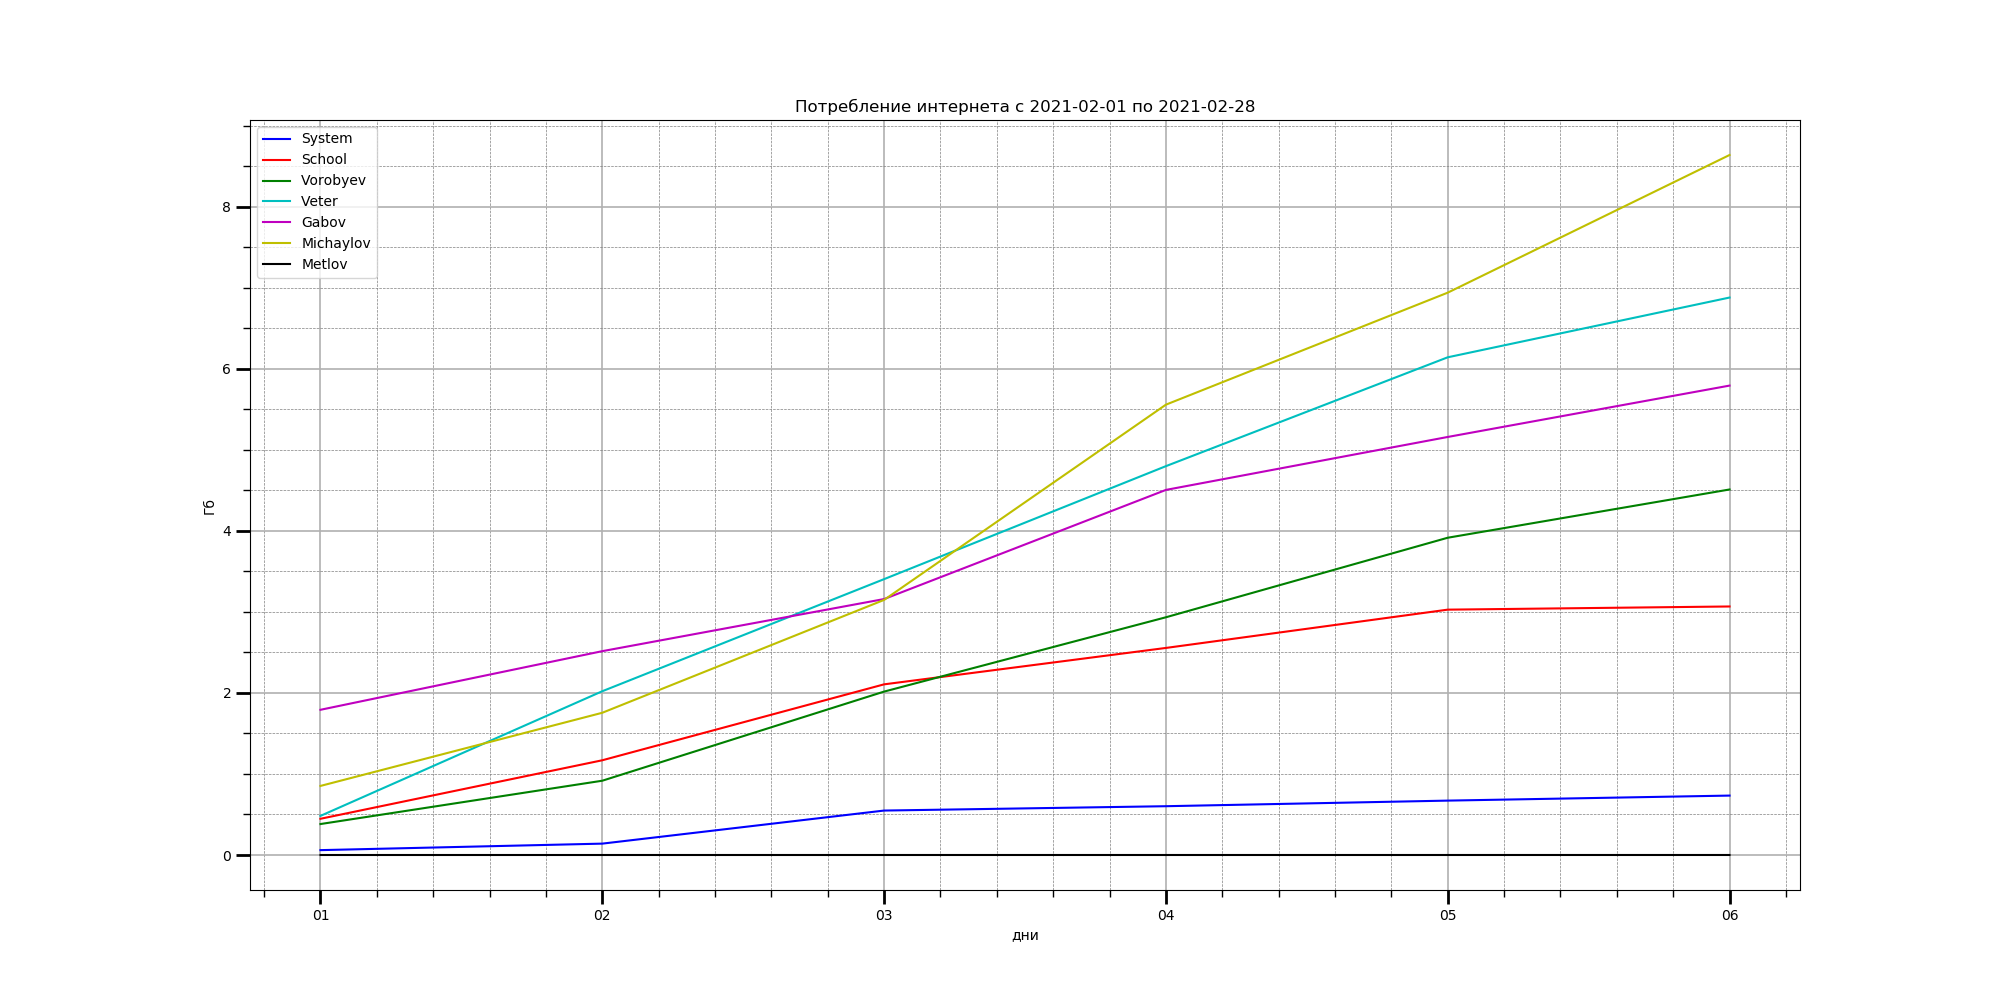 Потребление интернета с 2021-02-01 по 2021-02-28
System
School
Vorobyev
Veter
Gabov
Michaylov
Metlov
8
6
4
2
0
Гб
01 02 03 04 05 06
дни